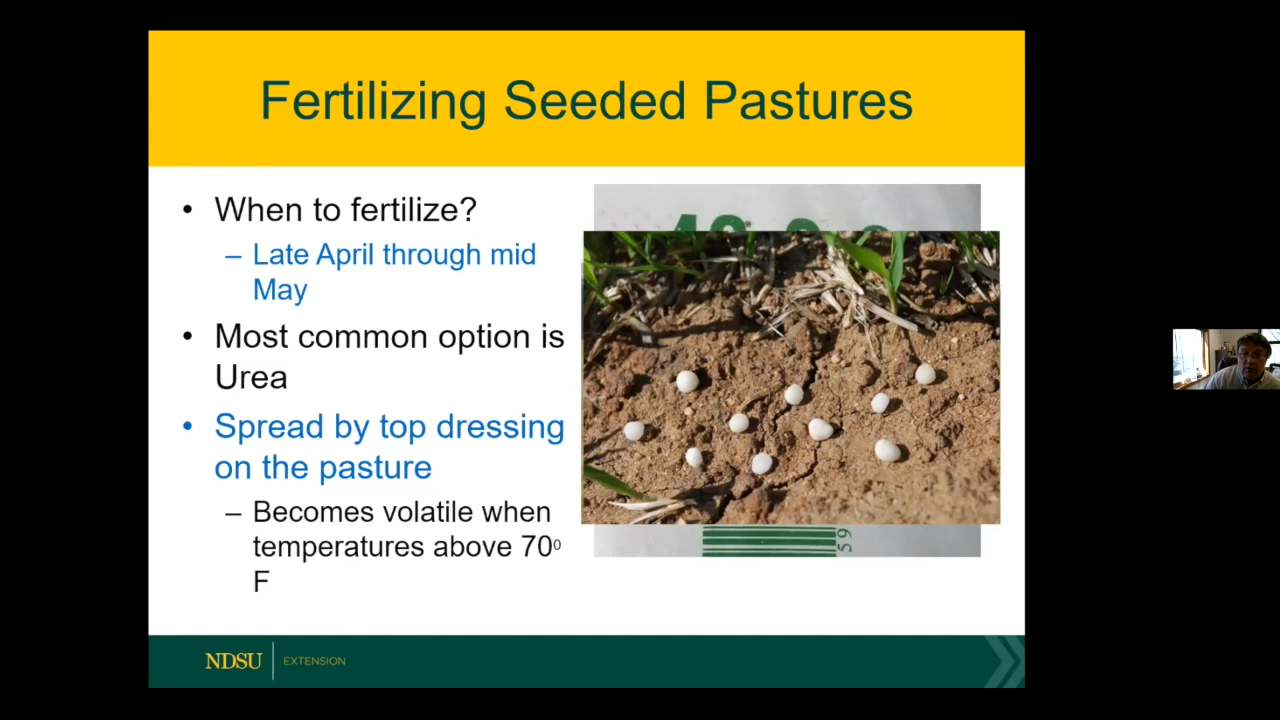 Fertilizing Seeded Pastures
• When to fertilize?
– Late April through mid
May
• Most common option is
Urea
• Spread by top dressing
on the pasture
– Becomes volatile when
temperatures above 70⁰
F
59
NDSU EXTENSION